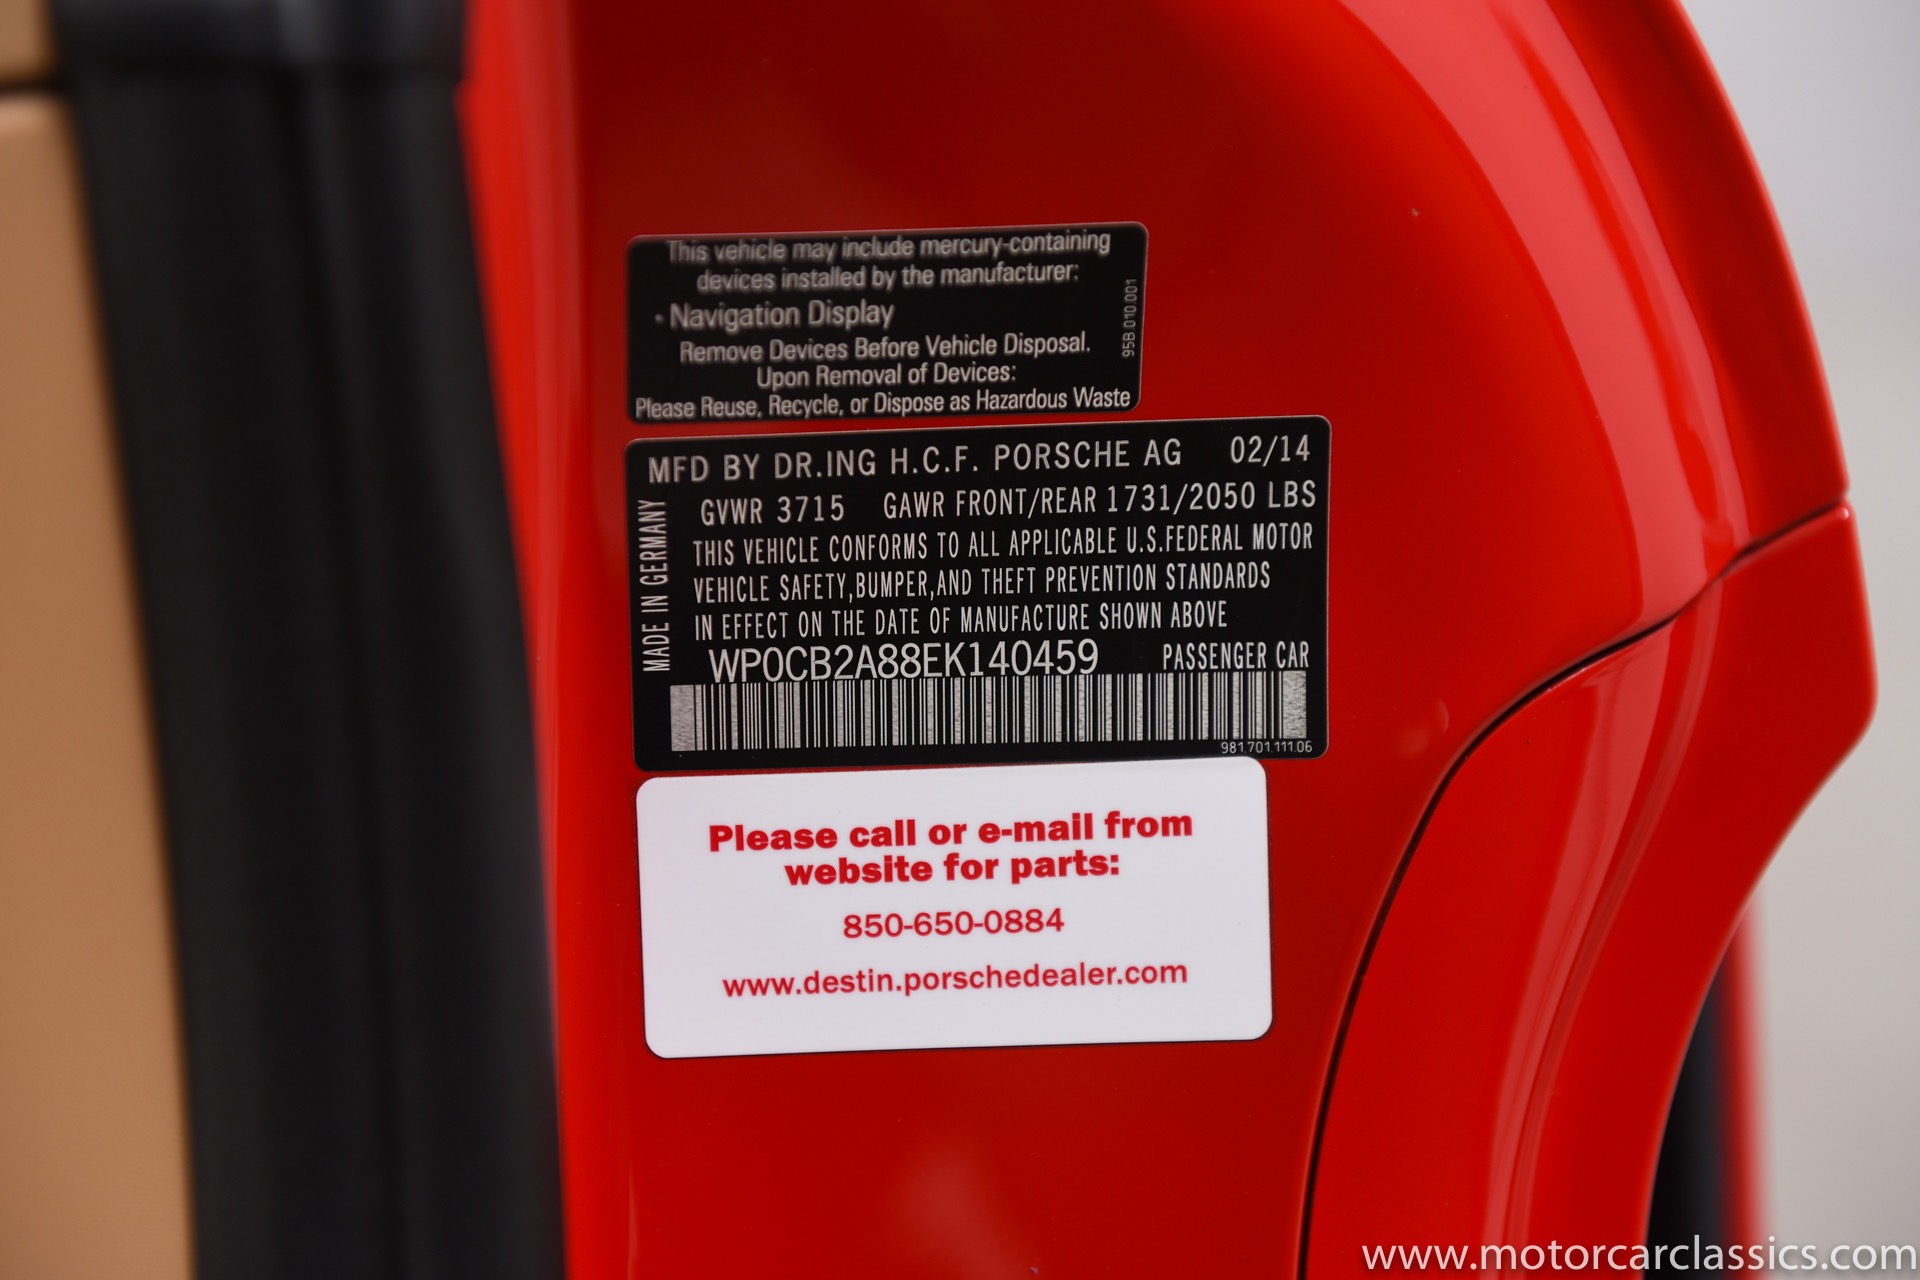 This vehicle may include mercury-containing
devices installed by the manufacturer:
· Navigation Display
Remove Devices Before Vehicle Disposal.
Upon Removal of Devices:
Please Reuse, Recycle, or Dispose as Hazardous Waste
95B.010.001
MFD BY DR.ING H.C.F. PORSCHE AG 02/14
GVWR 3715 GAWR FRONT/REAR 1731/2050 LBS
THIS VEHICLE CONFORMS TO ALL APPLICABLE U.S.FEDERAL MOTOR
VEHICLE SAFETY,BUMPER,AND THEFT PREVENTION STANDARDS
IN EFFECT ON THE DATE OF MANUFACTURE SHOWN ABOVE
MADE IN GERMANY
WP0CB2A88EK140459 PASSENGER CAR
981.701.111.06
Please call or e-mail from
website for parts:
850-650-0884
www.destin.porschedealer.com
www.motorcarclassics.com